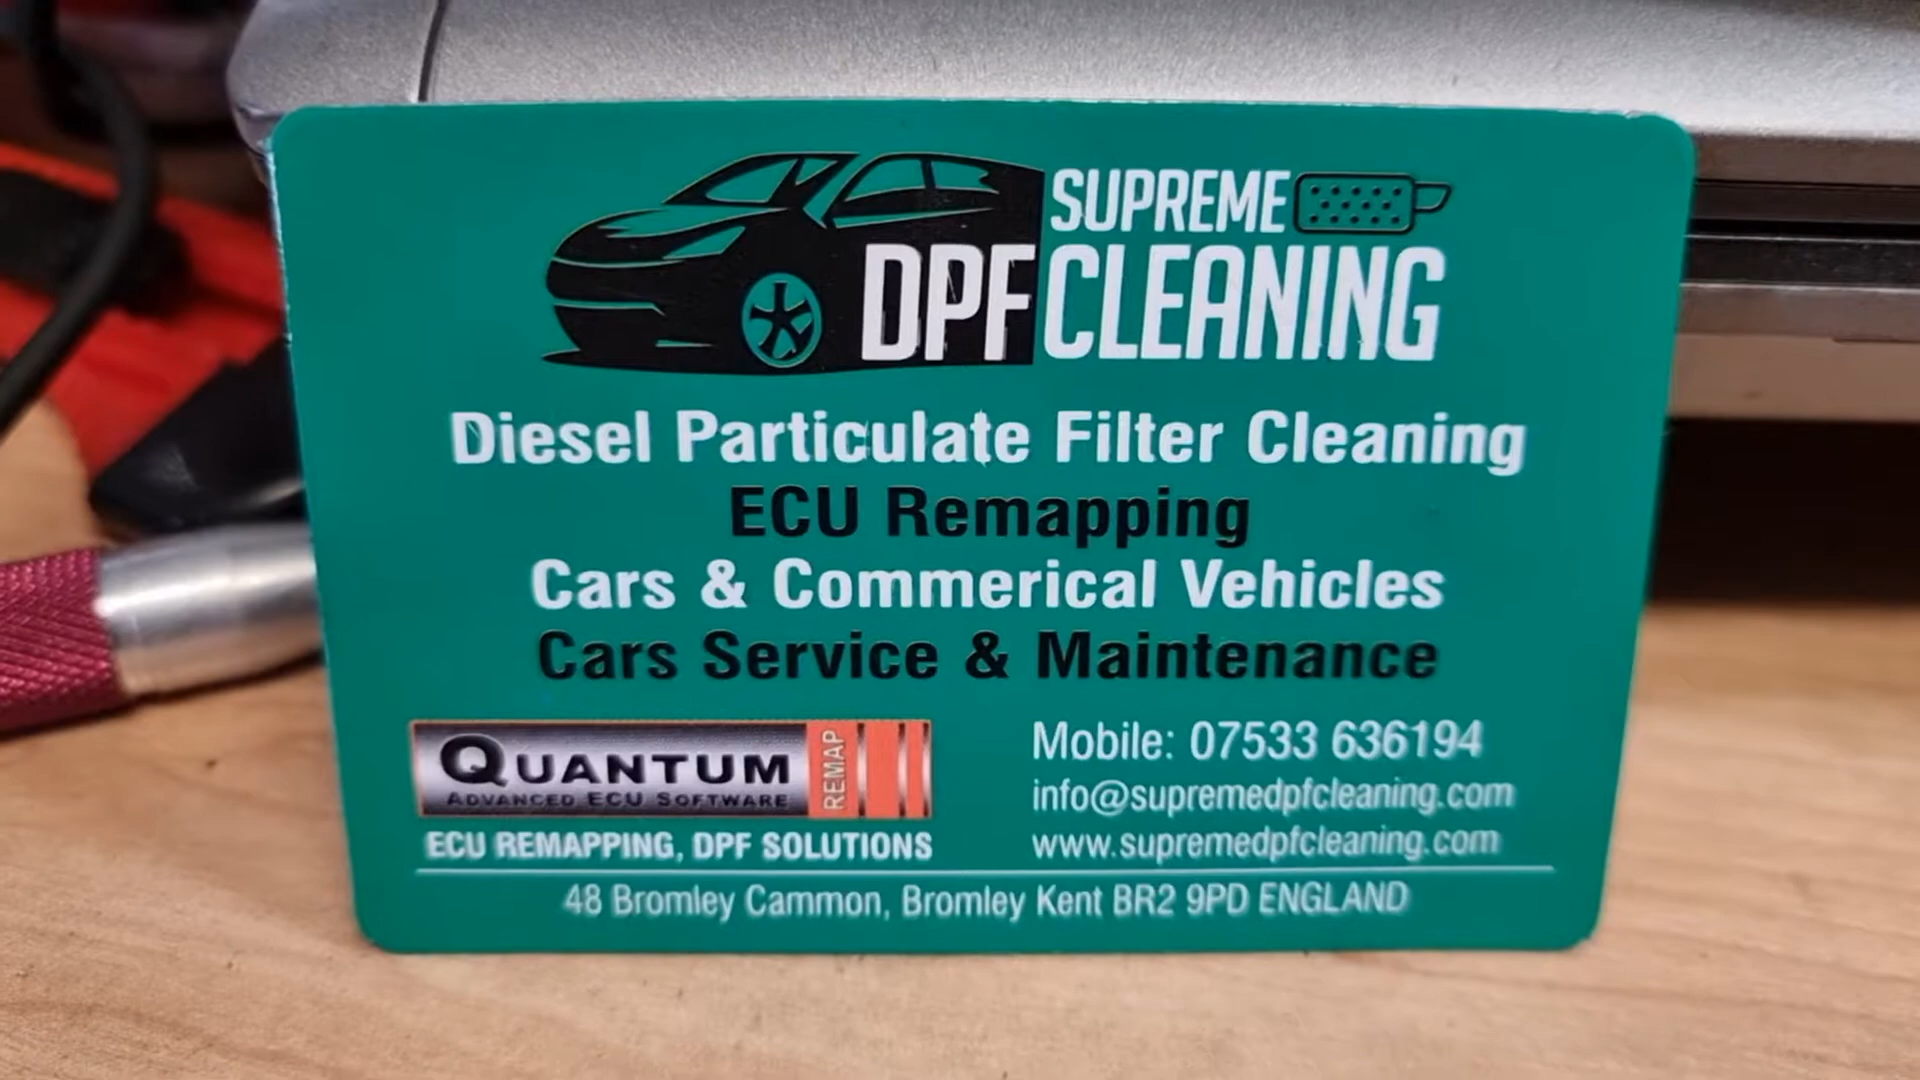 SUPREME
DPF CLEANING
Diesel Particulate Filter Cleaning
ECU Remapping
Cars & Commerical Vehicles
Cars Service & Maintenance
QUANTUM
ADVANCED ECU SOFTWARE
REMAP
ECU REMAPPING, DPF SOLUTIONS
Mobile: 07533 636194
info@supremedpfcleaning.com
www.supremedpfcleaning.com
48 Bromley Cammon, Bromley Kent BR2 9PD ENGLAND